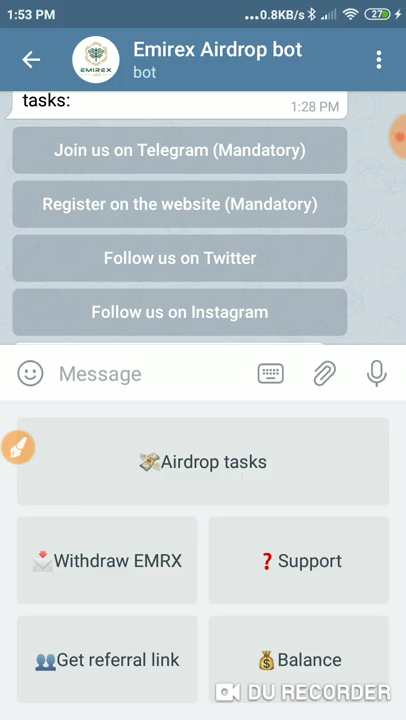 1:53 PM
...0.8KB/s
27
Emirex Airdrop bot
bot
EMIREX
tasks:
1:28 PM
Join us on Telegram (Mandatory)
Register on the website (Mandatory)
Follow us on Twitter
Follow us on Instagram
Message
Airdrop tasks
Withdraw EMRX
Support
Get referral link
Balance
DU RECORDER